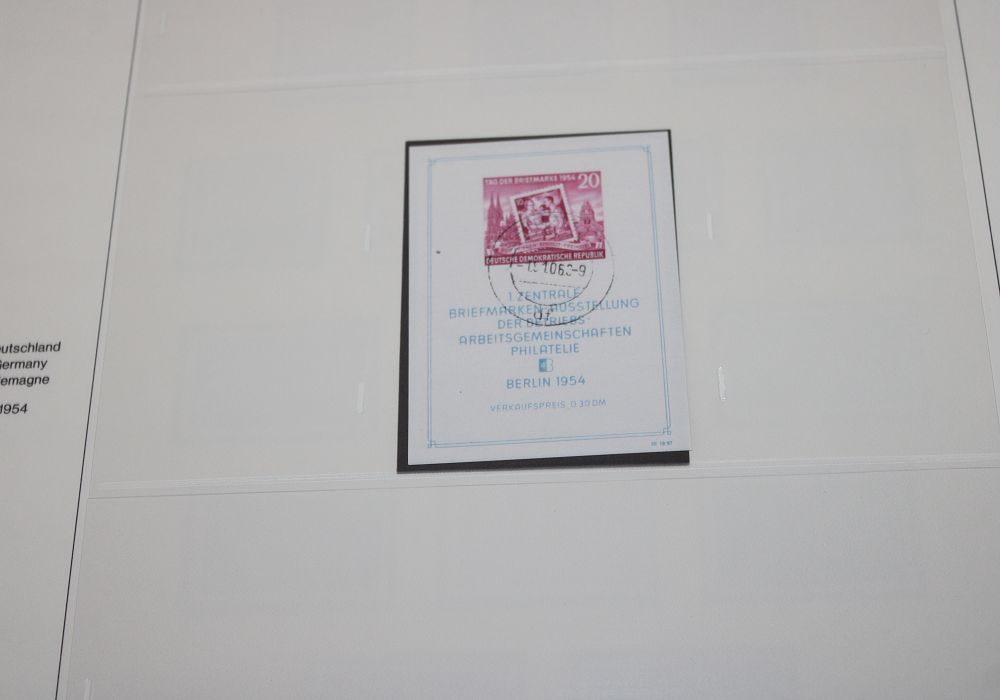 TAG DER BRIEFMARKE 1954 20
DEUTSCHE DEMOKRATISCHE REPUBLIK
1. ZENTRALE
BRIEFMARKEN-AUSSTELLUNG
DER BETRIEBS-
ARBEITSGEMEINSCHAFTEN
PHILATELIE
BERLIN 1954
VERKAUFSPREIS 0.30 DM
eutschland
Germany
lemagne
1954